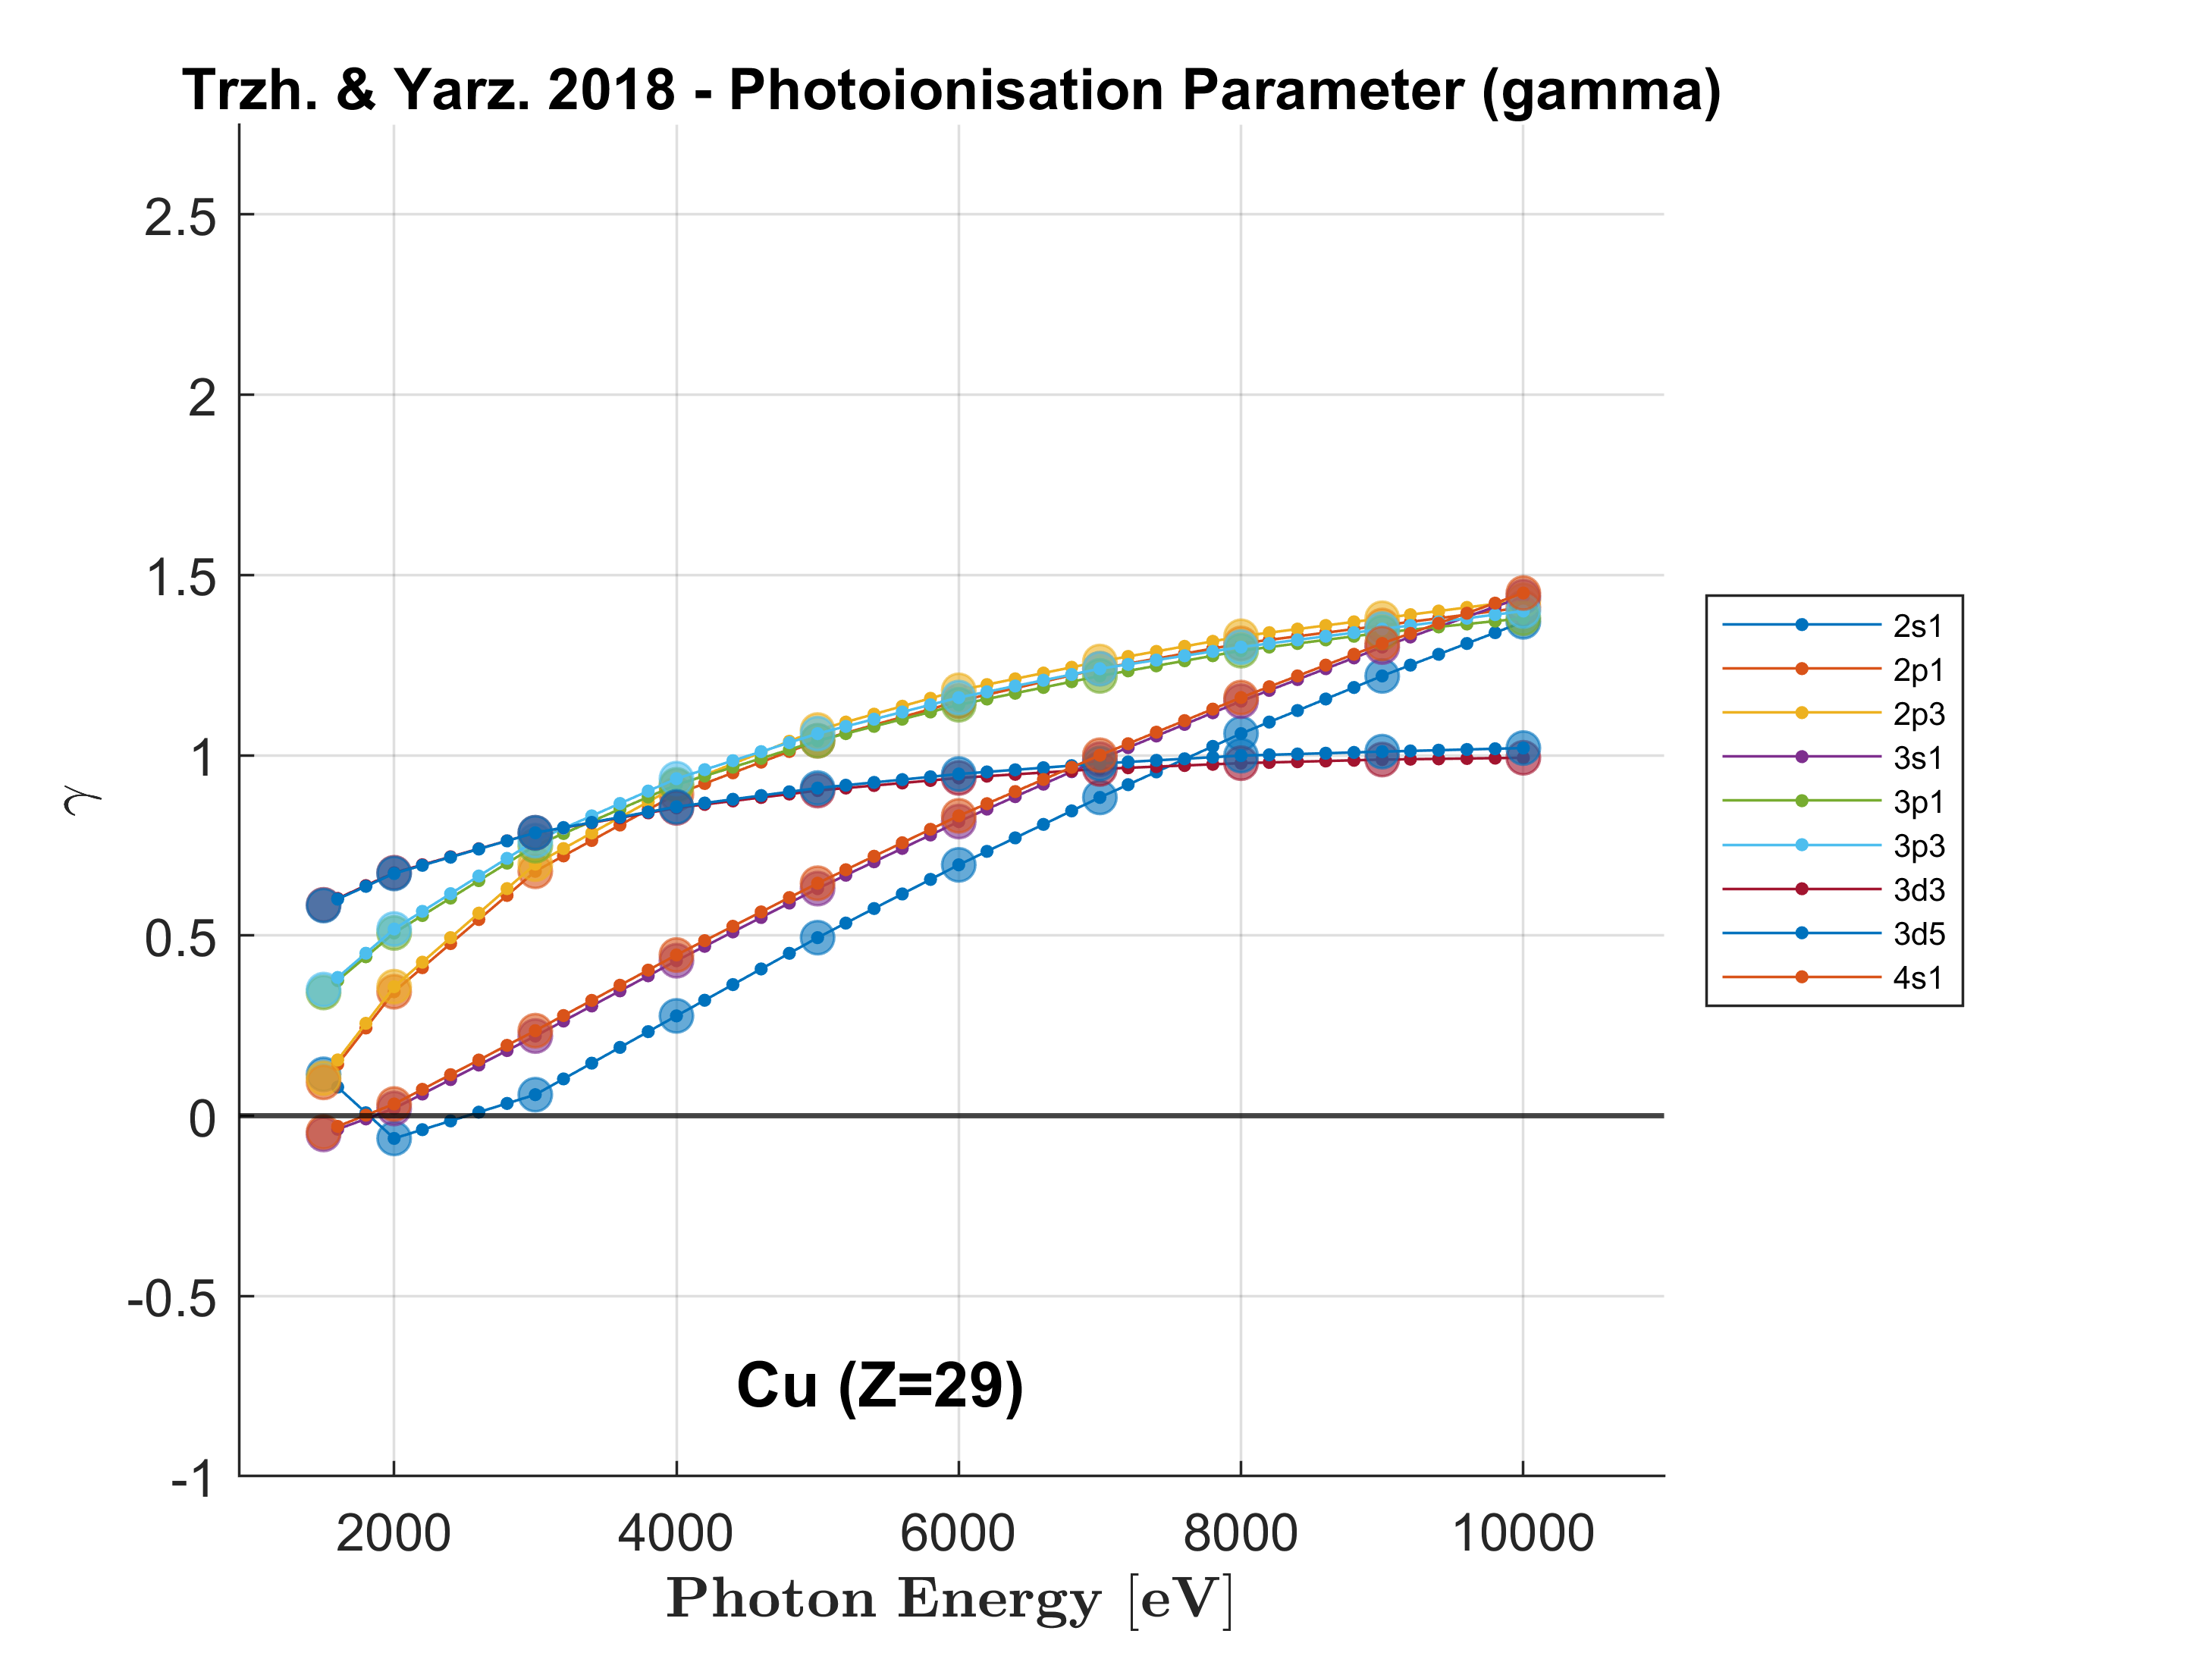 Trzh. & Yarz. 2018 - Photoionisation Parameter (gamma)
2.5
2
1.5
1
0.5
0
-0.5
-1
γ
2000 4000 6000 8000 10000
Photon Energy [eV]
Cu (Z=29)
2s1
2p1
2p3
3s1
3p1
3p3
3d3
3d5
4s1